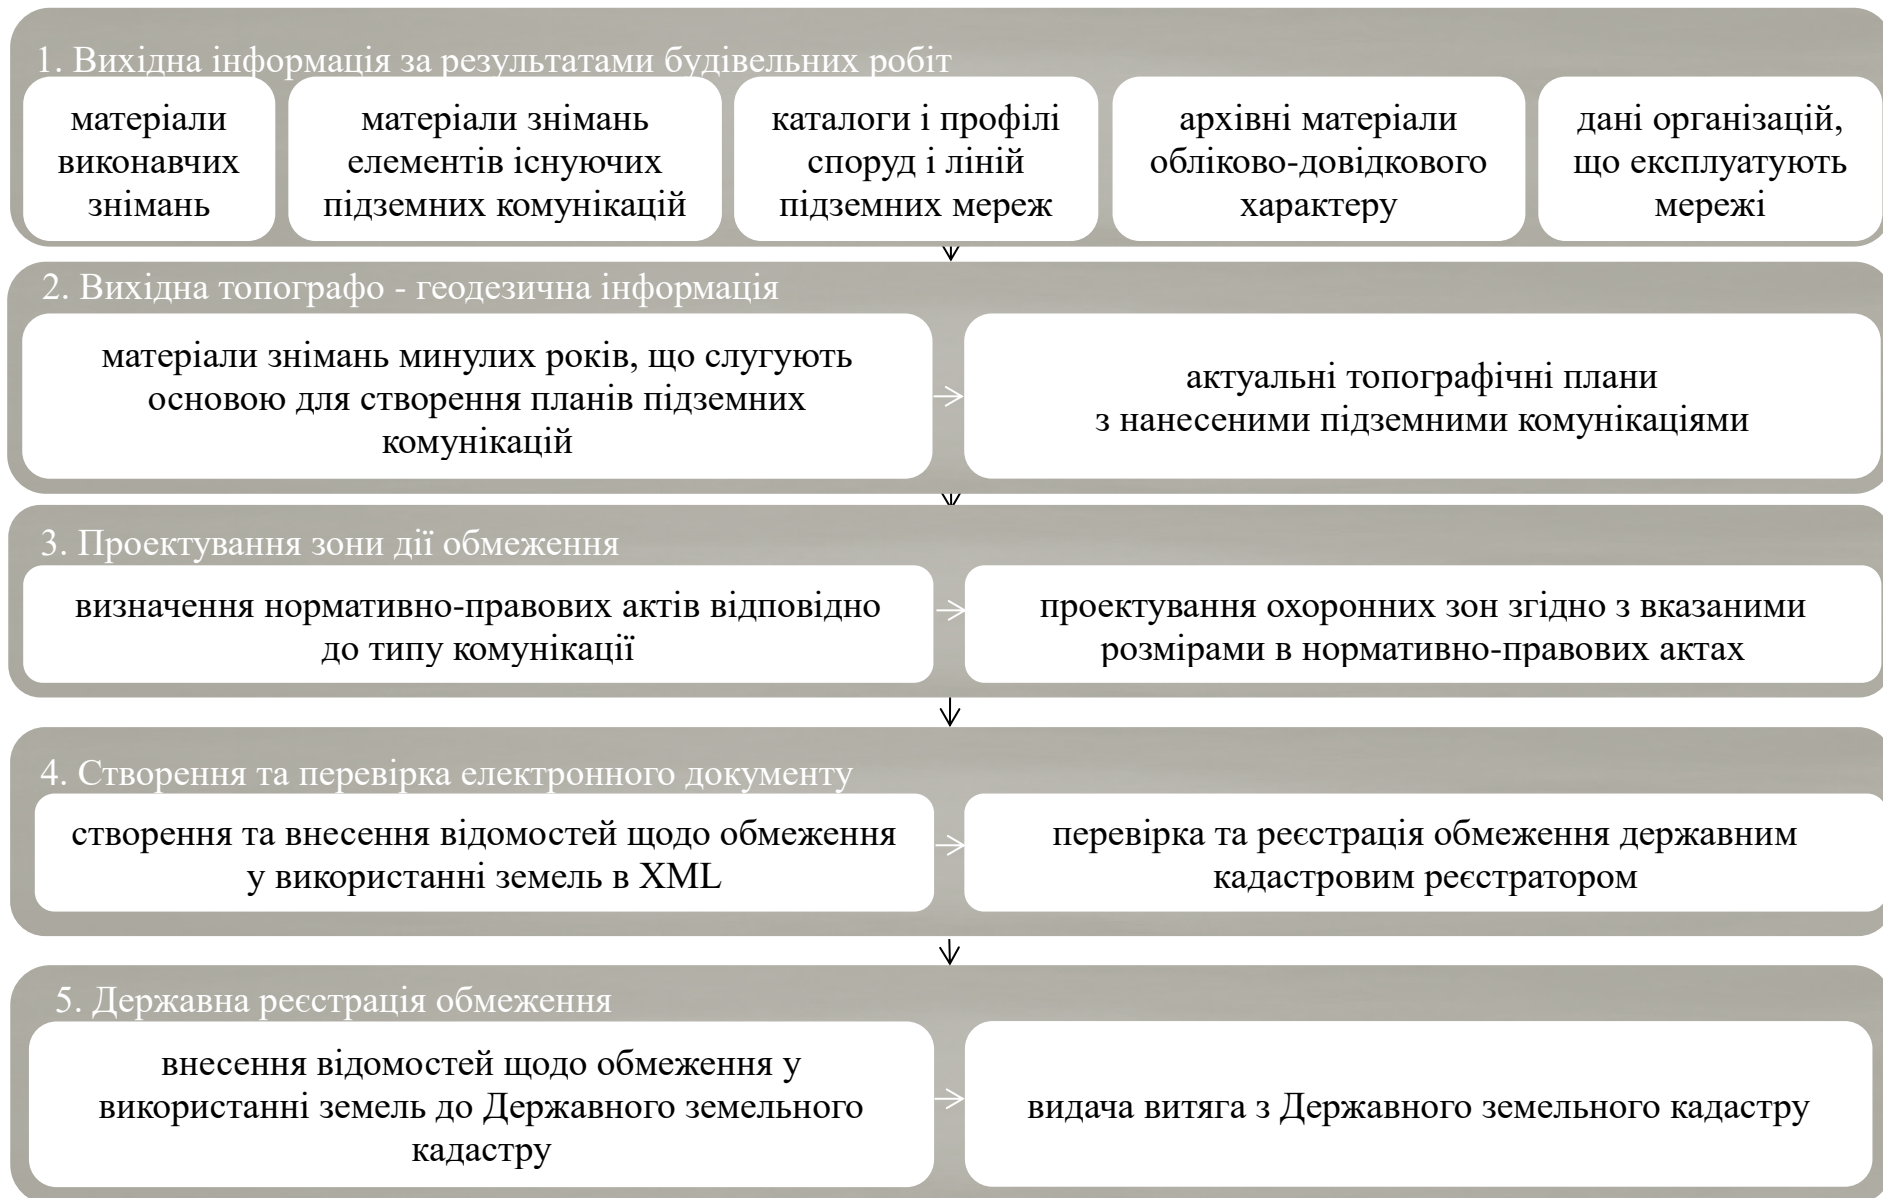 1. Вихідна інформація за результатами будівельних робіт
матеріали
виконавчих
знімань
матеріали знімань
елементів існуючих
підземних комунікацій
каталоги і профілі
споруд і ліній
підземних мереж
архівні матеріали
обліково-довідкового
характеру
дані організацій,
що експлуатують
мережі
2. Вихідна топографо - геодезична інформація
матеріали знімань минулих років, що слугують
основою для створення планів підземних
комунікацій
актуальні топографічні плани
з нанесеними підземними комунікаціями
3. Проектування зони дії обмеження
визначення нормативно-правових актів відповідно
до типу комунікації
проектування охоронних зон згідно з вказаними
розмірами в нормативно-правових актах
4. Створення та перевірка електронного документу
створення та внесення відомостей щодо обмеження
у використанні земель в XML
перевірка та реєстрація обмеження державним
кадастровим реєстратором
5. Державна реєстрація обмеження
внесення відомостей щодо обмеження у
використанні земель до Державного земельного
кадастру
видача витяга з Державного земельного кадастру